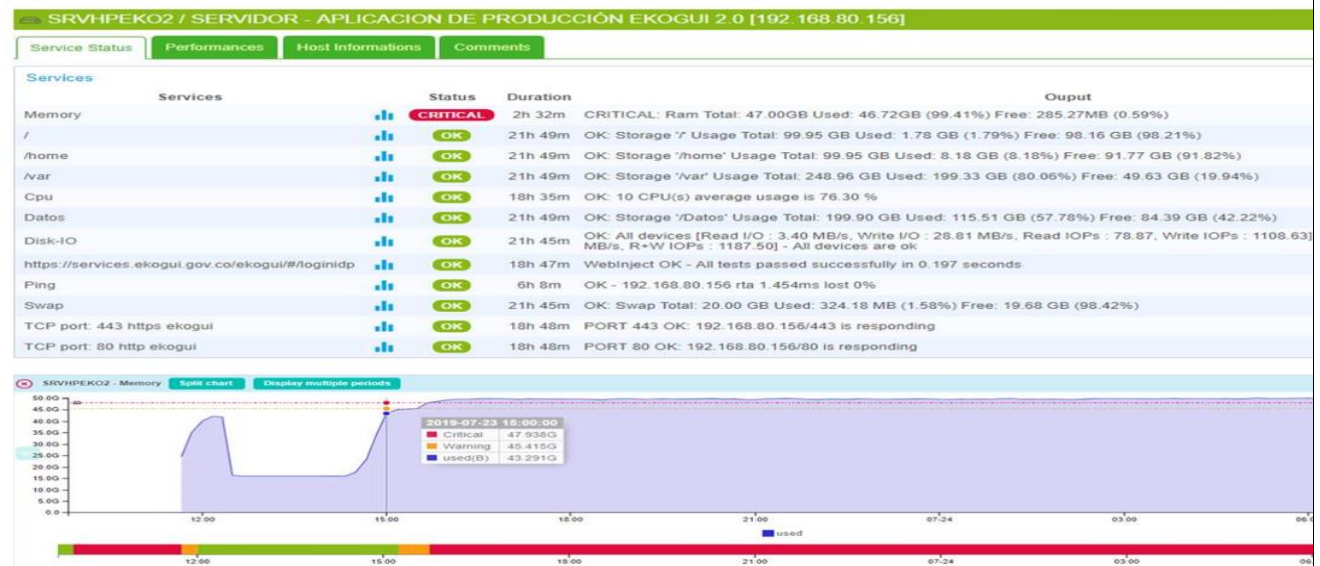 SRVHPEKO2 / SERVIDOR - APLICACION DE PRODUCCIÓN EKOGUI 2.0 [192.168.80.156]
Service Status Performances Host Informations Comments
Services
Services Status Duration Ouput
Memory CRITICAL 2h 32m CRITICAL: Ram Total: 47.00GB Used: 46.72GB (99.41%) Free: 285.27MB (0.59%)
/ OK 21h 49m OK: Storage '/' Usage Total: 99.95 GB Used: 1.78 GB (1.79%) Free: 98.16 GB (98.21%)
/home OK 21h 49m OK: Storage '/home' Usage Total: 99.95 GB Used: 8.18 GB (8.18%) Free: 91.77 GB (91.82%)
/var OK 21h 49m OK: Storage '/var' Usage Total: 248.96 GB Used: 199.33 GB (80.06%) Free: 49.63 GB (19.94%)
Cpu OK 18h 35m OK: 10 CPU(s) average usage is 76.30 %
Datos OK 21h 49m OK: Storage '/Datos' Usage Total: 199.90 GB Used: 115.51 GB (57.78%) Free: 84.39 GB (42.22%)
Disk-IO OK 21h 45m OK: All devices [Read I/O : 3.40 MB/s, Write I/O : 28.81 MB/s, Read IOPs : 78.87, Write IOPs : 1108.63]
MB/s, R+W IOPs : 1187.50] - All devices are ok
https://services.ekogui.gov.co/ekogui/#/loginidp OK 18h 47m WebInject OK - All tests passed successfully in 0.197 seconds
Ping OK 6h 8m OK - 192.168.80.156 rta 1.454ms lost 0%
Swap OK 21h 45m OK: Swap Total: 20.00 GB Used: 324.18 MB (1.58%) Free: 19.68 GB (98.42%)
TCP port: 443 https ekogui OK 18h 48m PORT 443 OK: 192.168.80.156/443 is responding
TCP port: 80 http ekogui OK 18h 48m PORT 80 OK: 192.168.80.156/80 is responding
SRVHPEKO2 - Memory Split chart Display multiple periods
50.0G
45.0G
40.0G
35.0G
30.0G
25.0G
20.0G
15.0G
10.0G
5.0G
0.0
2019-07-23 15:00:00
Critical 47.938G
Warning 45.415G
used(B) 43.291G
12:00 15:00 18:00 21:00 07-24 03:00 06:0
used
12:00 15:00 18:00 21:00 07-24 03:00 06: